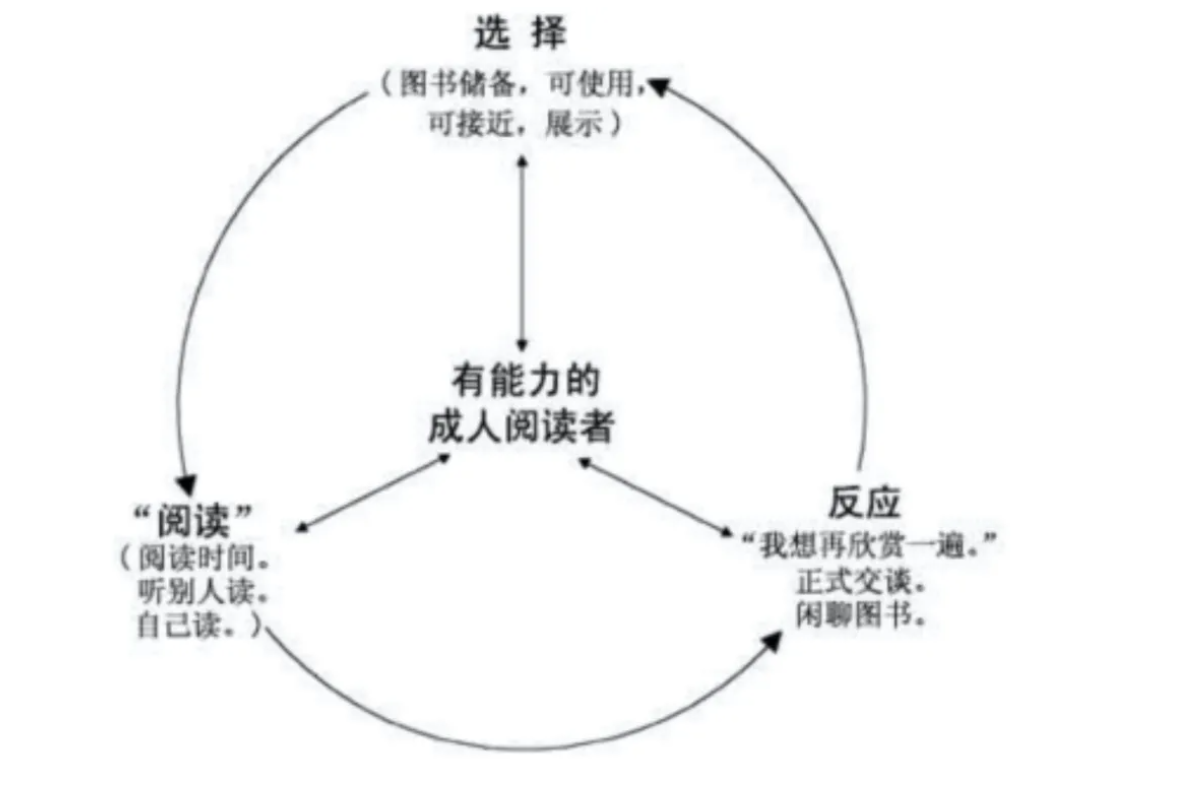 选 择
（图书储备，可使用，
可接近，展示）
有能力的
成人阅读者
“阅读”
（阅读时间。
听别人读。
自己读。）
反应
“我想再欣赏一遍。”
正式交谈。
闲聊图书。